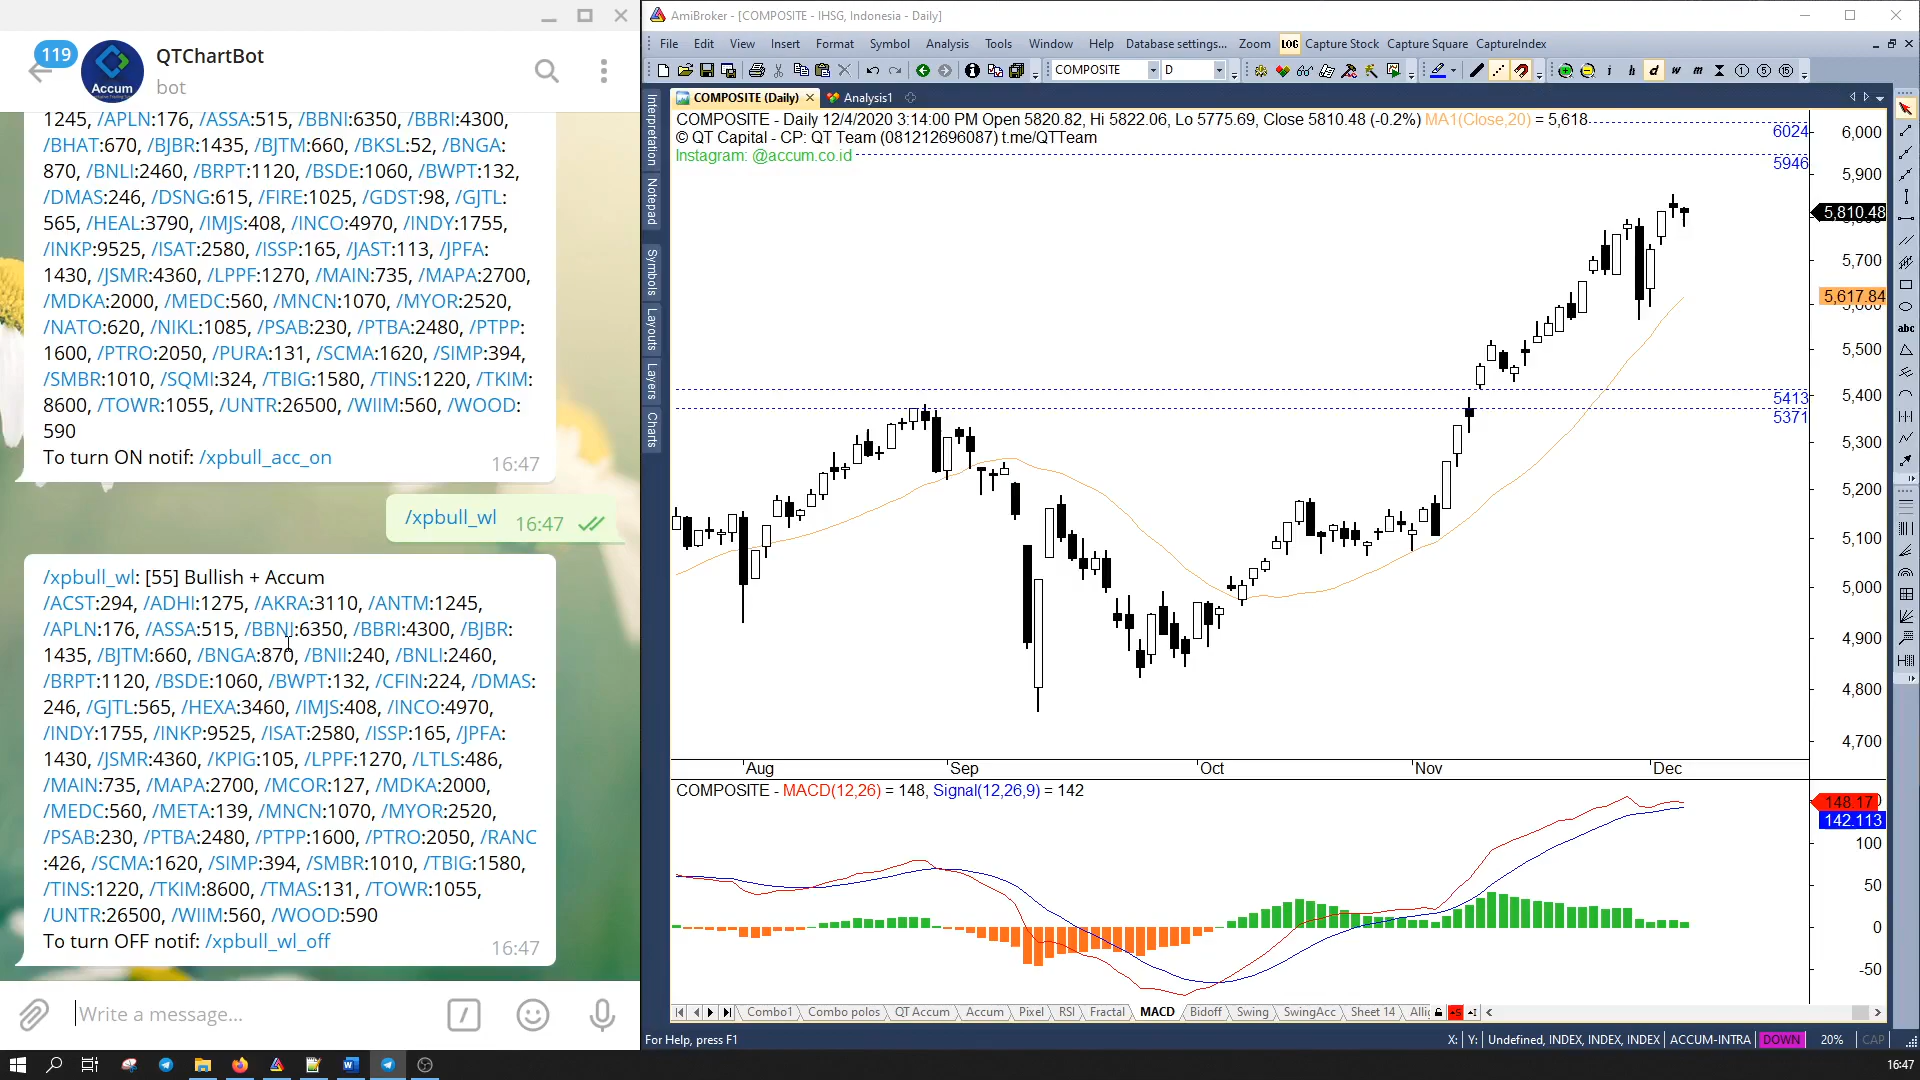 119
QTChartBot
bot
Accum
1245, /APLN:176, /ASSA:515, /BBNI:6350, /BBRI:4300,
/BHAT:670, /BJBR:1435, /BJTM:660, /BKSL:52, /BNGA:
870, /BNLI:2460, /BRPT:1120, /BSDE:1060, /BWPT:132,
/DMAS:246, /DSNG:615, /FIRE:1025, /GDST:98, /GJTL:
565, /HEAL:3790, /IMJS:408, /INCO:4970, /INDY:1755,
/INKP:9525, /ISAT:2580, /ISSP:165, /JAST:113, /JPFA:
1430, /JSMR:4360, /LPPF:1270, /MAIN:735, /MAPA:2700,
/MDKA:2000, /MEDC:560, /MNCN:1070, /MYOR:2520,
/NATO:620, /NIKL:1085, /PSAB:230, /PTBA:2480, /PTPP:
1600, /PTRO:2050, /PURA:131, /SCMA:1620, /SIMP:394,
/SMBR:1010, /SQMI:324, /TBIG:1580, /TINS:1220, /TKIM:
8600, /TOWR:1055, /UNTR:26500, /WIIM:560, /WOOD:
590
To turn ON notif: /xpbull_acc_on
16:47
/xpbull_wl 16:47
/xpbull_wl: [55] Bullish + Accum
/ACST:294, /ADHI:1275, /AKRA:3110, /ANTM:1245,
/APLN:176, /ASSA:515, /BBNI:6350, /BBRI:4300, /BJBR:
1435, /BJTM:660, /BNGA:870, /BNII:240, /BNLI:2460,
/BRPT:1120, /BSDE:1060, /BWPT:132, /CFIN:224, /DMAS:
246, /GJTL:565, /HEXA:3460, /IMJS:408, /INCO:4970,
/INDY:1755, /INKP:9525, /ISAT:2580, /ISSP:165, /JPFA:
1430, /JSMR:4360, /KPIG:105, /LPPF:1270, /LTLS:486,
/MAIN:735, /MAPA:2700, /MCOR:127, /MDKA:2000,
/MEDC:560, /META:139, /MNCN:1070, /MYOR:2520,
/PSAB:230, /PTBA:2480, /PTPP:1600, /PTRO:2050, /RANC
:426, /SCMA:1620, /SIMP:394, /SMBR:1010, /TBIG:1580,
/TINS:1220, /TKIM:8600, /TMAS:131, /TOWR:1055,
/UNTR:26500, /WIIM:560, /WOOD:590
To turn OFF notif: /xpbull_wl_off
16:47
Write a message...
AmiBroker - [COMPOSITE - IHSG, Indonesia - Daily]
File Edit View Insert Format Symbol Analysis Tools Window Help Database settings... Zoom LOG Capture Stock Capture Square CaptureIndex
COMPOSITE D
i h d w m
COMPOSITE (Daily) Analysis1
Interpretation
Notepad
Symbols
Layouts
Layers
Charts
COMPOSITE - Daily 12/4/2020 3:14:00 PM Open 5820.82, Hi 5822.06, Lo 5775.69, Close 5810.48 (-0.2%) MA1(Close,20) = 5,618
© QT Capital - CP: QT Team (081212696087) t.me/QTTeam
Instagram: @accum.co.id
6024
5946
5413
5371
6,000
5,900
5,810.48
5,700
5,617.84
5,500
5,400
5,300
5,200
5,100
5,000
4,900
4,800
4,700
Aug Sep Oct Nov Dec
COMPOSITE - MACD(12,26) = 148, Signal(12,26,9) = 142
148.17
142.113
100
50
0
-50
abc
Combo1 Combo polos QT Accum Accum Pixel RSI Fractal MACD Bidoff Swing SwingAcc Sheet 14
For Help, press F1
X: Y: Undefined, INDEX, INDEX, INDEX ACCUM-INTRA DOWN 20% CAP
16:47